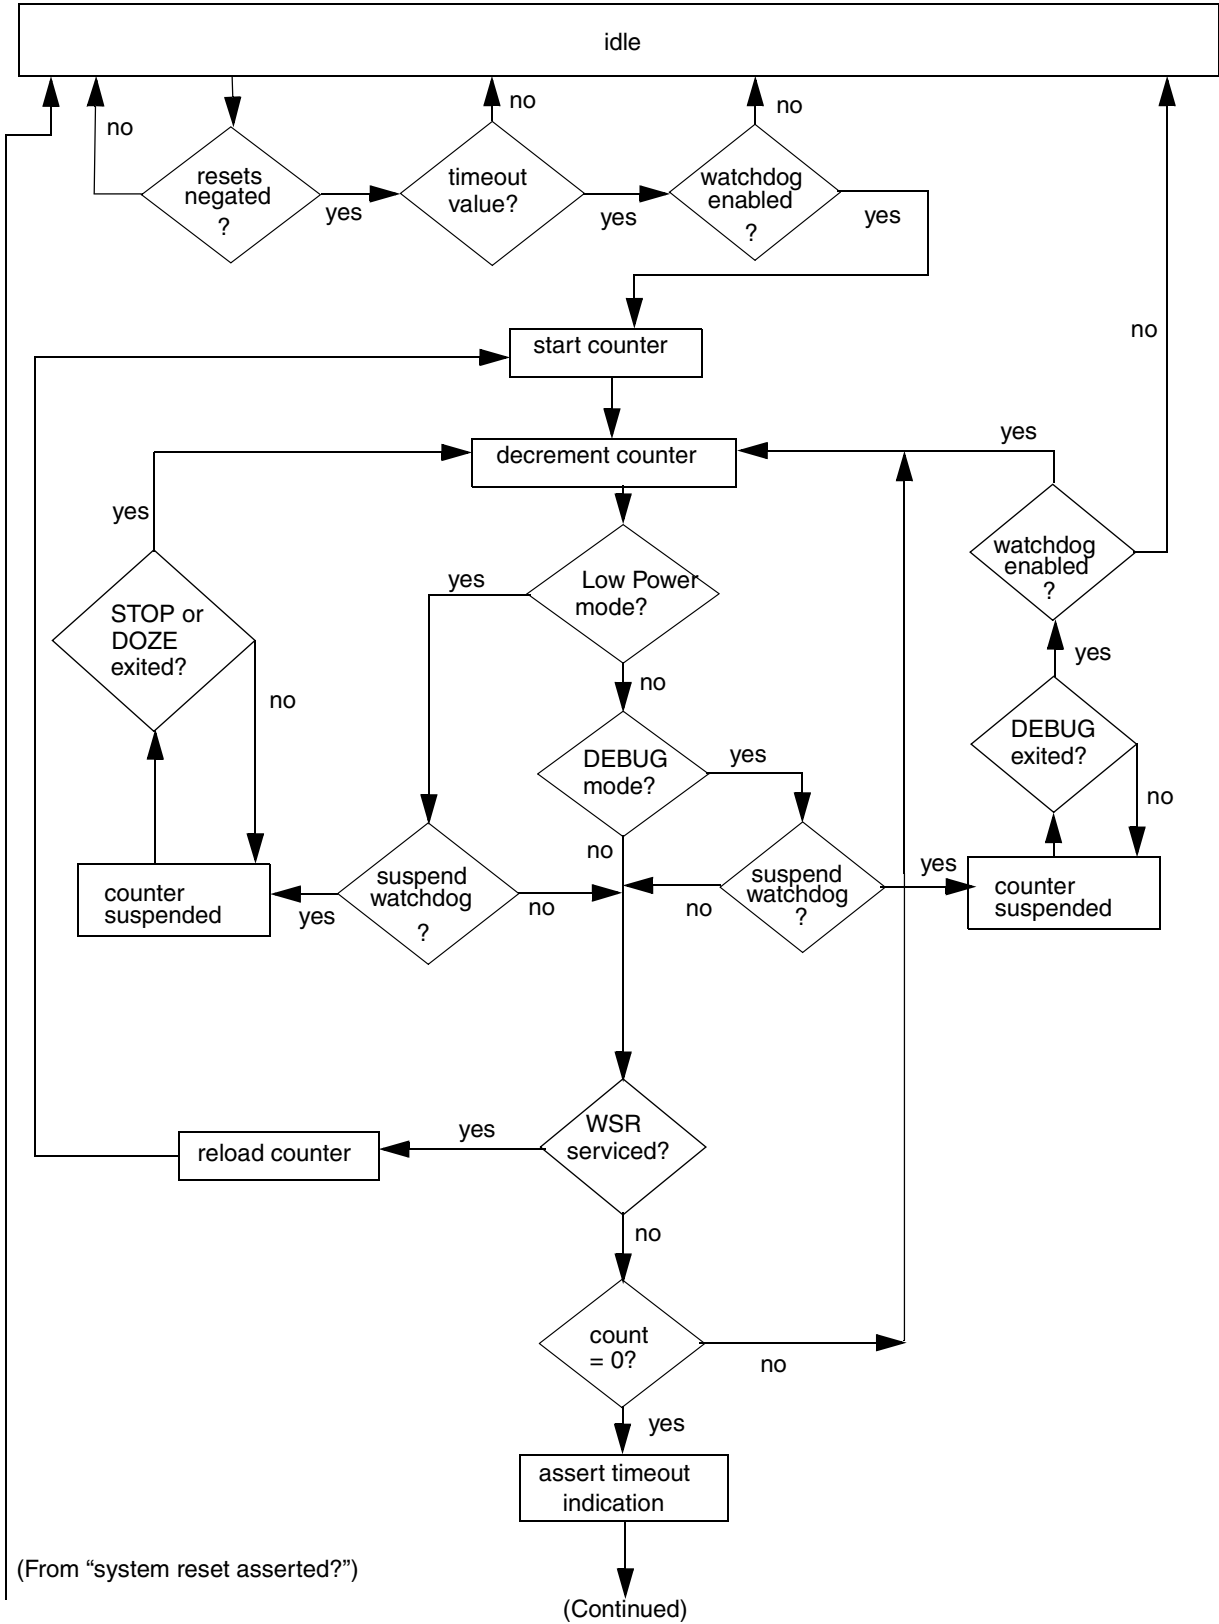 idle
no
resets
negated
?
yes
timeout
value?
no
yes
watchdog
enabled
?
no
yes
start counter
no
decrement counter
yes
yes
STOP or
DOZE
exited?
no
yes
Low Power
mode?
no
watchdog
enabled
?
yes
DEBUG
mode?
yes
no
DEBUG
exited?
no
counter
suspended
yes
suspend
watchdog
?
no
suspend
watchdog
?
no
yes
counter
suspended
WSR
serviced?
yes
reload counter
no
count
= 0?
no
yes
assert timeout
indication
(From “system reset asserted?”)
(Continued)